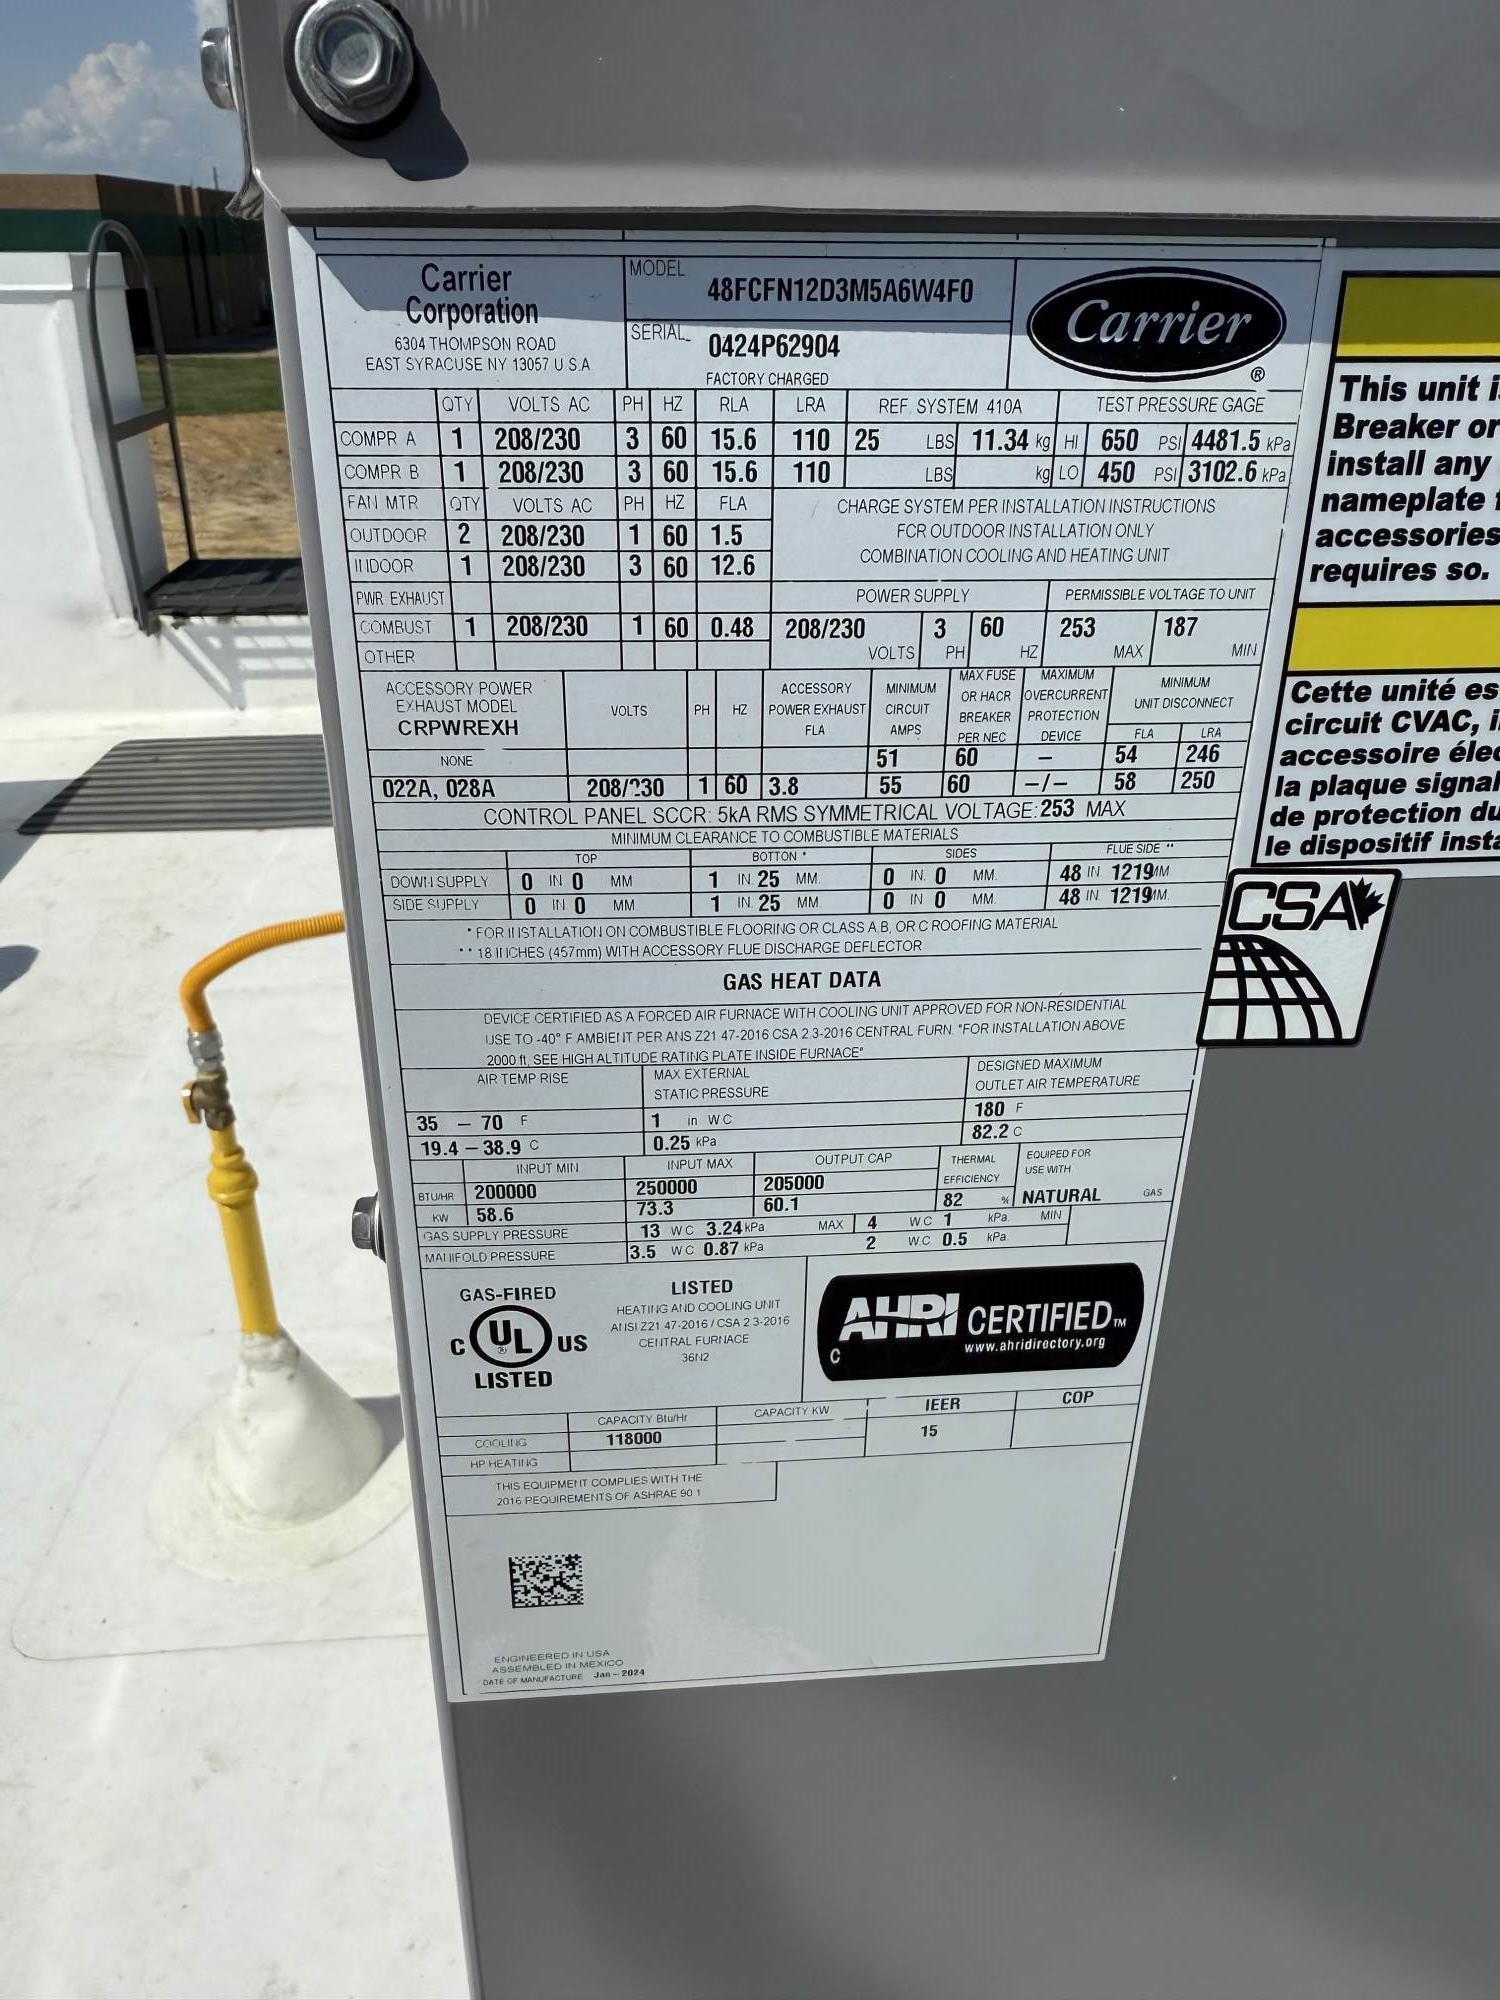 Carrier
Corporation
6304 THOMPSON ROAD
EAST SYRACUSE NY 13057 U S.A
MODEL 48FCFN12D3M5A6W4F0
SERIAL 0424P62904
FACTORY CHARGED
Carrier ®
QTY VOLTS AC PH HZ RLA LRA REF. SYSTEM 410A TEST PRESSURE GAGE
COMPR A 1 208/230 3 60 15.6 110 25 LBS 11.34 kg HI 650 PSI 4481.5 kPa
COMPR B 1 208/230 3 60 15.6 110 LBS kg LO 450 PSI 3102.6 kPa
FAN MTR QTY VOLTS AC PH HZ FLA CHARGE SYSTEM PER INSTALLATION INSTRUCTIONS
OUTDOOR 2 208/230 1 60 1.5 FOR OUTDOOR INSTALLATION ONLY
INDOOR 1 208/230 3 60 12.6 COMBINATION COOLING AND HEATING UNIT
PWR EXHAUST POWER SUPPLY PERMISSIBLE VOLTAGE TO UNIT
COMBUST 1 208/230 1 60 0.48 208/230 3 60 253 187
OTHER VOLTS PH HZ MAX MIN
ACCESSORY POWER
EXHAUST MODEL
CRPWREXH
VOLTS PH HZ
ACCESSORY
POWER EXHAUST
FLA
MINIMUM
CIRCUIT
AMPS
MAX FUSE
OR HACR
BREAKER
PER NEC
MAXIMUM
OVERCURRENT
PROTECTION
DEVICE
MINIMUM
UNIT DISCONNECT
FLA LRA
NONE 51 60 – 54 246
022A, 028A 208/230 1 60 3.8 55 60 –/– 58 250
CONTROL PANEL SCCR: 5kA RMS SYMMETRICAL VOLTAGE: 253 MAX
MINIMUM CLEARANCE TO COMBUSTIBLE MATERIALS
TOP BOTTON * SIDES FLUE SIDE **
DOWN SUPPLY 0 IN 0 MM 1 IN. 25 MM. 0 IN. 0 MM. 48 IN. 1219 MM
SIDE SUPPLY 0 IN 0 MM 1 IN. 25 MM. 0 IN 0 MM. 48 IN. 1219 MM.
* FOR INSTALLATION ON COMBUSTIBLE FLOORING OR CLASS A.B, OR C ROOFING MATERIAL
** 18 INCHES (457mm) WITH ACCESSORY FLUE DISCHARGE DEFLECTOR
GAS HEAT DATA
DEVICE CERTIFIED AS A FORCED AIR FURNACE WITH COOLING UNIT APPROVED FOR NON-RESIDENTIAL
USE TO -40° F AMBIENT PER ANS Z21 47-2016 CSA 2.3-2016 CENTRAL FURN. "FOR INSTALLATION ABOVE
2000 ft, SEE HIGH ALTITUDE RATING PLATE INSIDE FURNACE"
AIR TEMP RISE
MAX EXTERNAL
STATIC PRESSURE
DESIGNED MAXIMUM
OUTLET AIR TEMPERATURE
35 – 70 F 1 in W C 180 F
19.4 – 38.9 C 0.25 kPa 82.2 C
INPUT MIN INPUT MAX OUTPUT CAP
THERMAL
EFFICIENCY
EQUIPED FOR
USE WITH
BTU/HR 200000 250000 205000
KW 58.6 73.3 60.1 82 % NATURAL GAS
GAS SUPPLY PRESSURE 13 W C 3.24 kPa. MAX 4 W.C 1 kPa. MIN
MANIFOLD PRESSURE 3.5 W C 0.87 kPa 2 W.C 0.5 kPa.
GAS-FIRED
C UL ® US
LISTED
LISTED
HEATING AND COOLING UNIT
ANSI Z21 47-2016 / CSA 2 3-2016
CENTRAL FURNACE
36N2
AHRI CERTIFIED ™
www.ahridirectory.org
C
CAPACITY Btu/Hr CAPACITY KW IEER COP
COOLING 118000 15
HP HEATING
THIS EQUIPMENT COMPLIES WITH THE
2016 REQUIREMENTS OF ASHRAE 90 1
ENGINEERED IN USA
ASSEMBLED IN MEXICO
DATE OF MANUFACTURE Jan – 2024
This unit
Breaker or
install any
nameplate
accessories
requires so.
Cette unité
circuit CVAC,
accessoire
la plaque
de protection
le dispositif
CSA